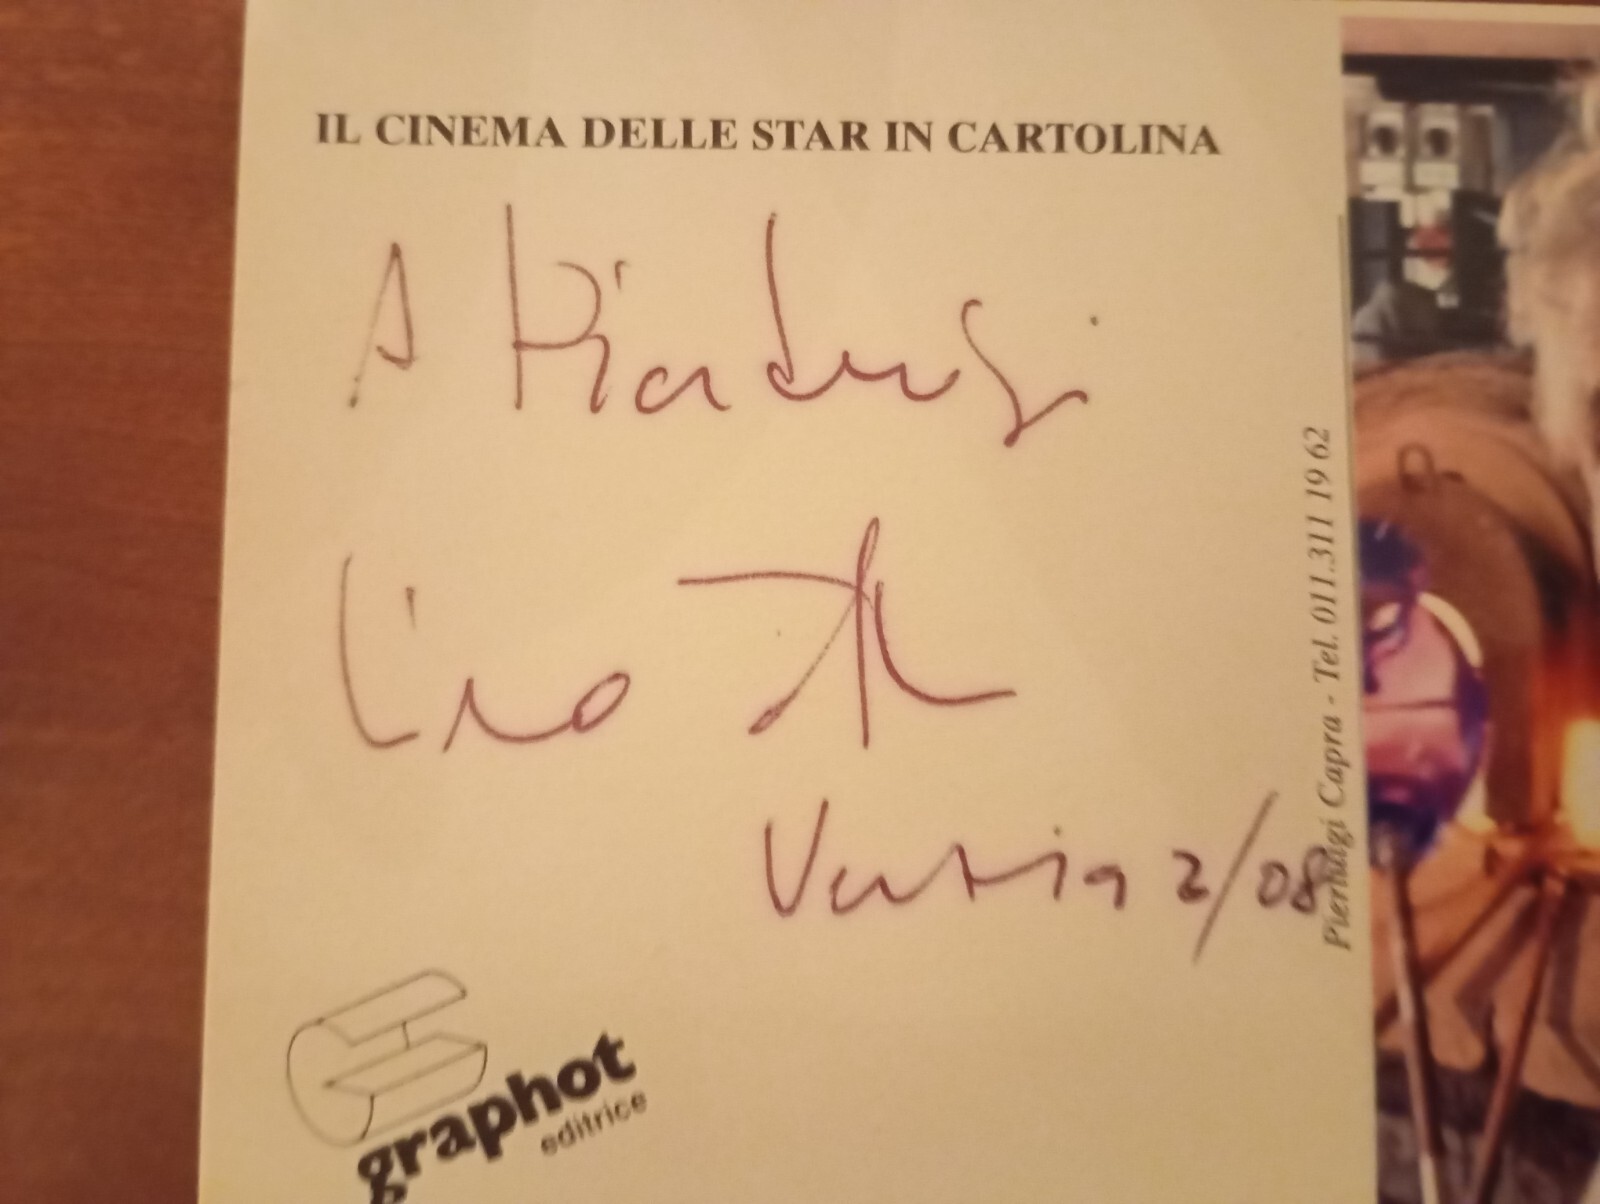 IL CINEMA DELLE STAR IN CARTOLINA
A Pierluigi
Lino
Venezia 2/08
Pierluigi Capra - Tel. 011.311 19 62
graphot
editrice